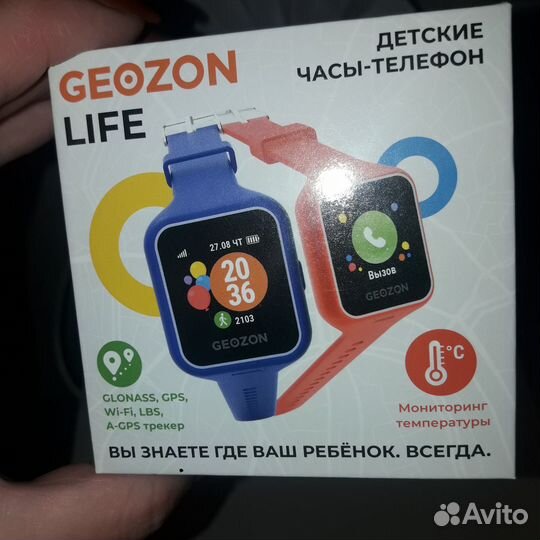 GEOZON
LIFE
ДЕТСКИЕ
ЧАСЫ-ТЕЛЕФОН
27.08 ЧТ
20
36
2103
GEOZON
Вызов
GEOZON
GLONASS, GPS,
Wi-Fi, LBS,
A-GPS трекер
°C
Мониторинг
температуры
ВЫ ЗНАЕТЕ ГДЕ ВАШ РЕБЁНОК. ВСЕГДА.
Avito